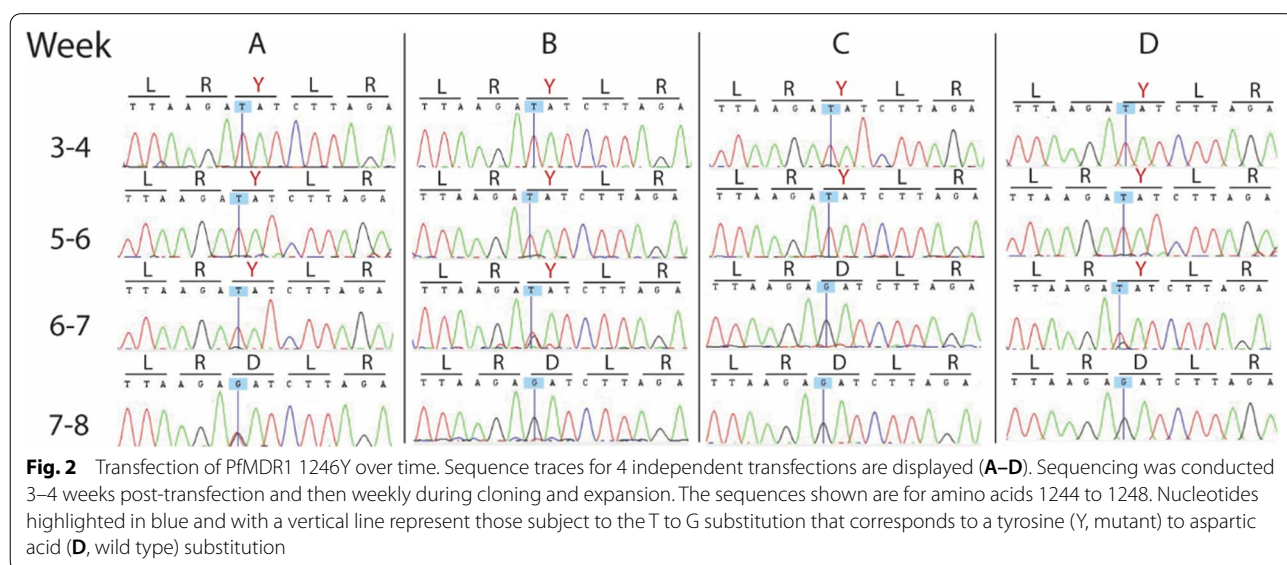 Week A B C D
L R Y L R L R Y L R L R Y L R L Y L R
T T A A G A T A T C T T A G A T T A A G A T A T C T T A G A T T A A G A T A T C T T A G A T T A A G A T A T C T T A G A
3-4
L R Y L R L R Y L R L R Y L R L R Y L R
T T A A G A T A T C T T A G A T T A A G A T A T C T T A G A T T A A G A T A T C T T A G A T T A A G A T A T C T T A G A
5-6
L R Y L R L R Y L R L R D L R L R Y L R
T T A A G A T A T C T T A G A T T A A G A T A T C T T A G A T T A A G A G A T C T T A G A T T A A G A T A T C T T A G A
6-7
L R D L R L R D L R L R D L R L R D L R
T T A A G A G A T C T T A G A T T A A G A G A T C T T A G A T T A A G A G A T C T T A G A T T A A G A G A T C T T A G A
7-8
Fig. 2 Transfection of PfMDR1 1246Y over time. Sequence traces for 4 independent transfections are displayed (A–D). Sequencing was conducted
3–4 weeks post-transfection and then weekly during cloning and expansion. The sequences shown are for amino acids 1244 to 1248. Nucleotides
highlighted in blue and with a vertical line represent those subject to the T to G substitution that corresponds to a tyrosine (Y, mutant) to aspartic
acid (D, wild type) substitution